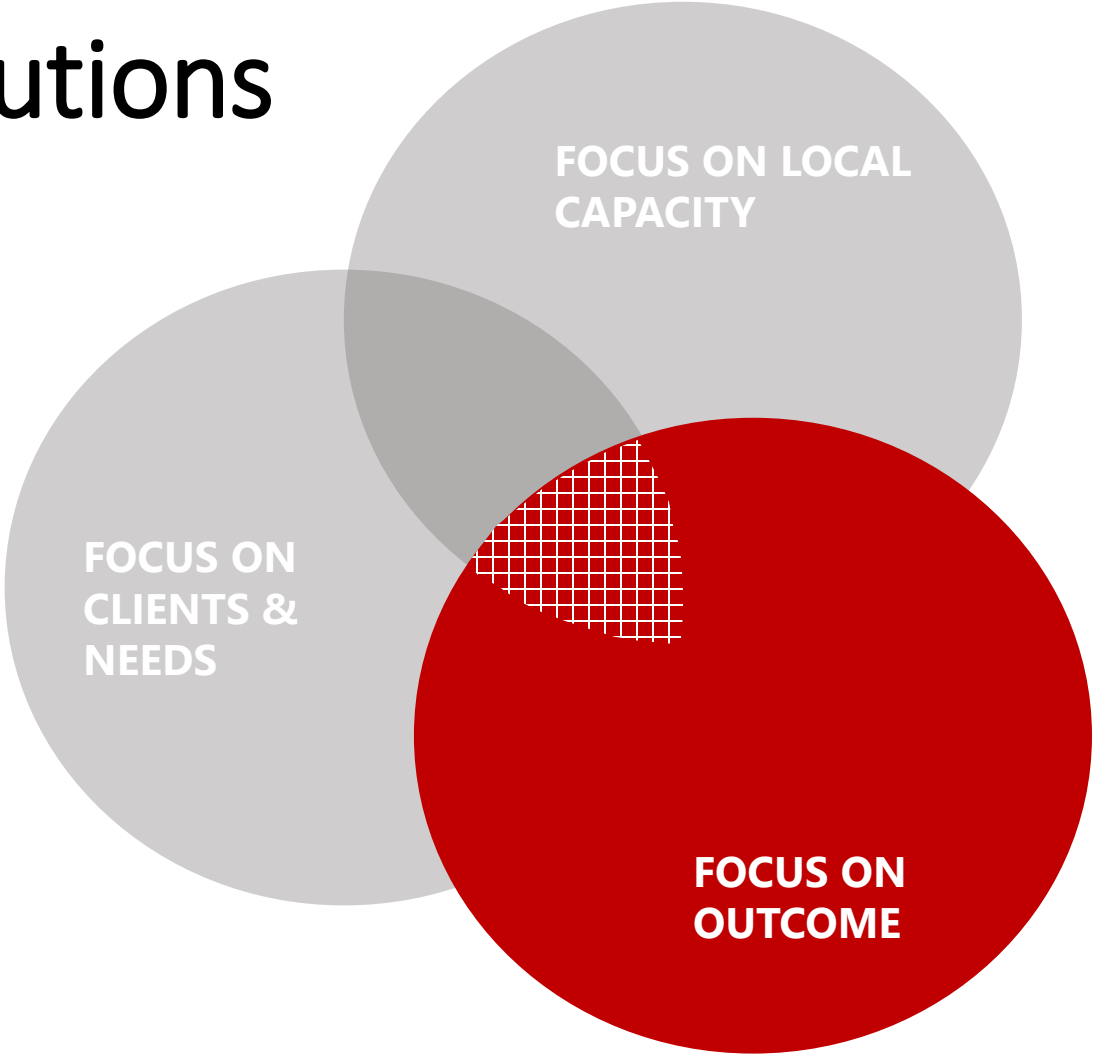 utions
FOCUS ON LOCAL
CAPACITY
FOCUS ON
CLIENTS &
NEEDS
FOCUS ON
OUTCOME